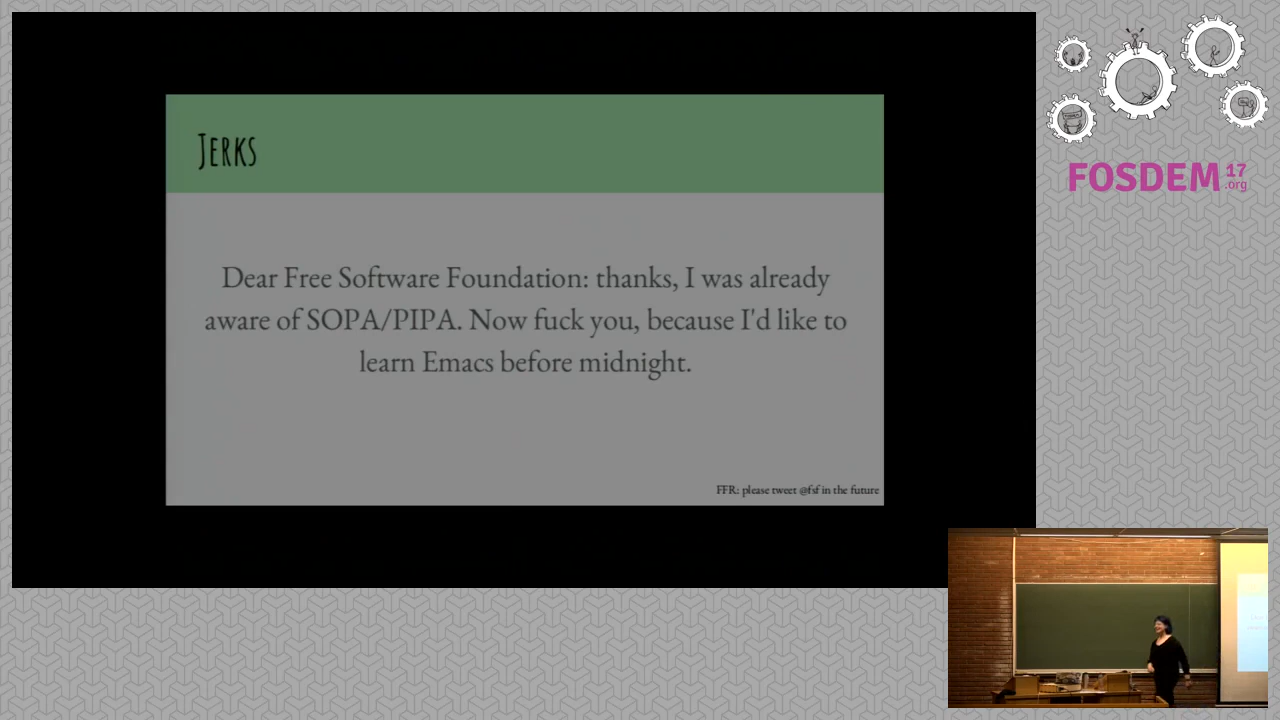 Jerks
Dear Free Software Foundation: thanks, I was already
aware of SOPA/PIPA. Now fuck you, because I'd like to
learn Emacs before midnight.
FFR: please tweet @fsf in the future
FOSDEM 17
.org